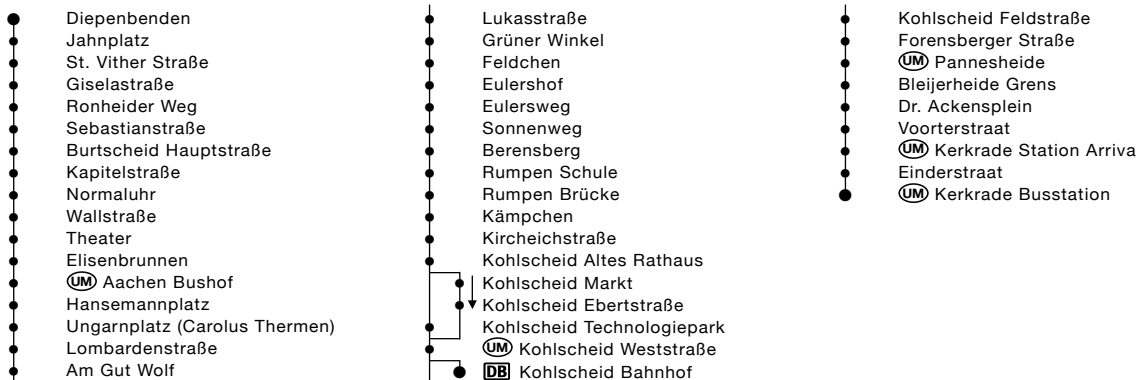 Diepenbenden
Jahnplatz
St. Vither Straße
Giselastraße
Ronheider Weg
Sebastianstraße
Burtscheid Hauptstraße
Kapitelstraße
Normaluhr
Wallstraße
Theater
Elisenbrunnen
UM Aachen Bushof
Hansemannplatz
Ungarnplatz (Carolus Thermen)
Lombardenstraße
Am Gut Wolf
Lukasstraße
Grüner Winkel
Feldchen
Eulershof
Eulersweg
Sonnenweg
Berensberg
Rumpen Schule
Rumpen Brücke
Kämpchen
Kircheichstraße
Kohlscheid Altes Rathaus
Kohlscheid Markt
Kohlscheid Ebertstraße
Kohlscheid Technologiepark
UM Kohlscheid Weststraße
DB Kohlscheid Bahnhof
Kohlscheid Feldstraße
Forensberger Straße
UM Pannesheide
Bleijerheide Grens
Dr. Ackensplein
Voorterstraat
UM Kerkrade Station Arriva
Einderstraat
UM Kerkrade Busstation